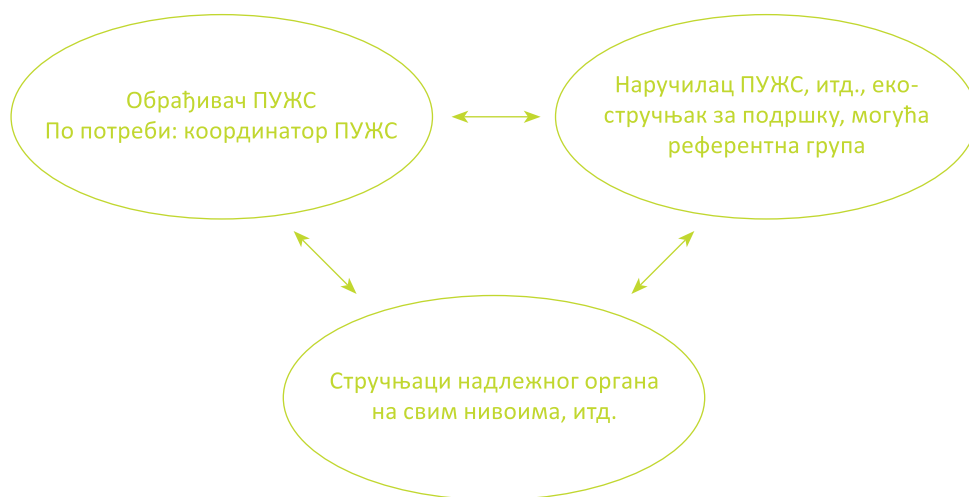 Обрађивач ПУЖС
По потреби: координатор ПУЖС
Наручилац ПУЖС, итд., еко-
стручњак за подршку, могућа
референтна група
Стручњаци надлежног органа
на свим нивоима, итд.